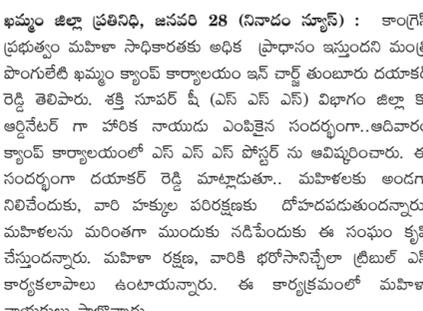 ఖమ్మం జిల్లా ప్రతినిధి, జనవరి 28 (నినాదం న్యూస్) : కాంగ్రెస్
ప్రభుత్వం మహిళా సాధికారతకు అధిక ప్రాధానం ఇస్తుందని మంత్రి
పొంగులేటి ఖమ్మం క్యాంప్ కార్యాలయం ఇన్ చార్జ్ తుంబూరు దయాకర్
రెడ్డి తెలిపారు. శక్తి సూపర్ షీ (ఎస్ ఎస్ ఎస్) విభాగం జిల్లా
ఆర్డినేటర్ గా హారిక నాయుడు ఎంపికైన సందర్భంగా..ఆదివారం
క్యాంప్ కార్యాలయంలో ఎస్ ఎస్ ఎస్ పోస్టర్ ను ఆవిష్కరించారు. ఈ
సందర్భంగా దయాకర్ రెడ్డి మాట్లాడుతూ.. మహిళలకు అండగా
నిలిచేందుకు, వారి హక్కుల పరిరక్షణకు దోహదపడుతుందన్నారు
మహిళలను మరింతగా ముందుకు నడిపేందుకు ఈ సంఘం కృషి
చేస్తుందన్నారు. మహిళా రక్షణ, వారికి భరోసానిచ్చేలా త్రిబుల్ ఎస్
కార్యకలాపాలు ఉంటాయన్నారు. ఈ కార్యక్రమంలో మహిళా